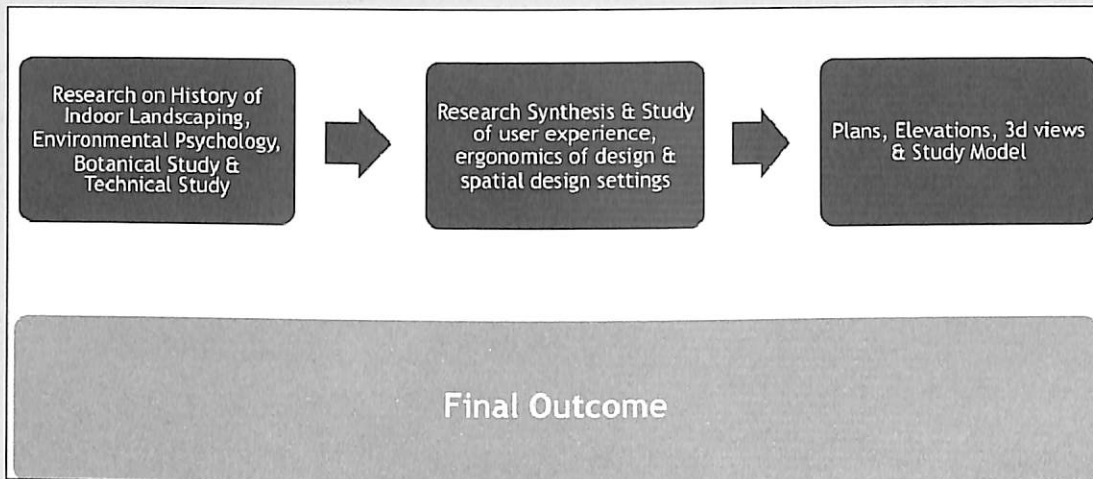 Research on History of
Indoor Landscaping,
Environmental Psychology,
Botanical Study &
Technical Study
Research Synthesis & Study
of user experience,
ergonomics of design &
spatial design settings
Plans, Elevations, 3d views
& Study Model
Final Outcome